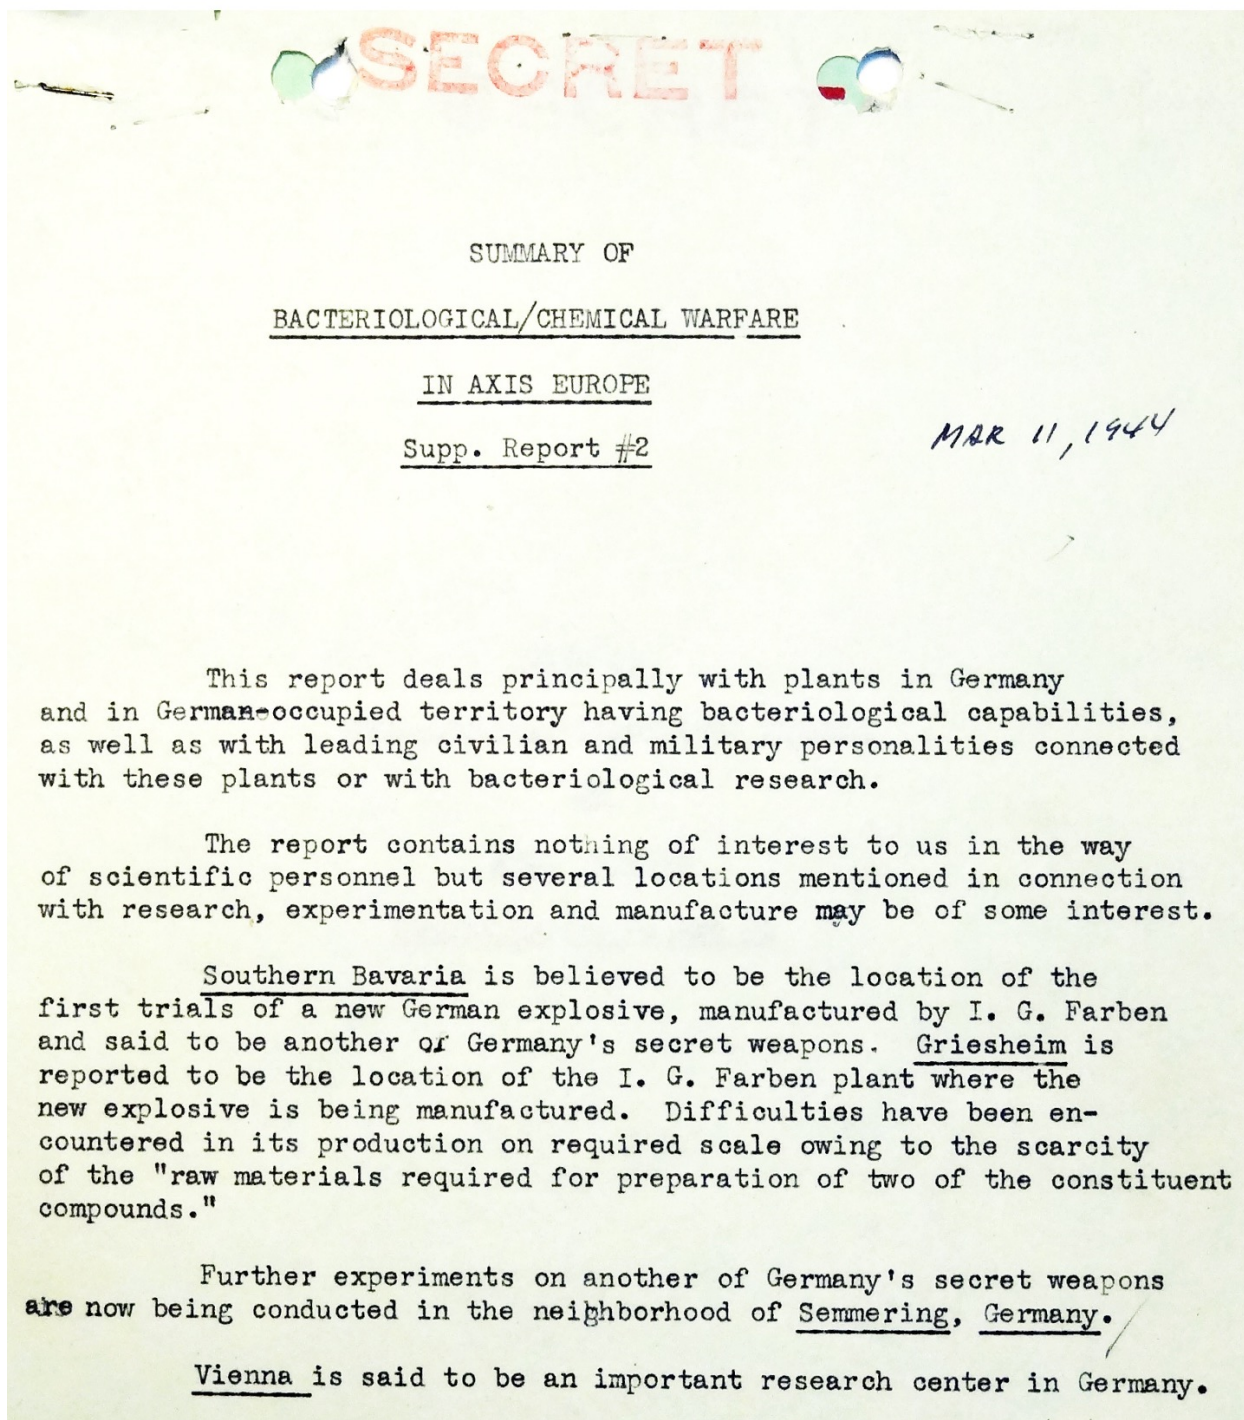 SECRET
SUMMARY OF
BACTERIOLOGICAL/CHEMICAL WARFARE
IN AXIS EUROPE
Supp. Report #2
MAR 11, 1944
This report deals principally with plants in Germany
and in German-occupied territory having bacteriological capabilities,
as well as with leading civilian and military personalities connected
with these plants or with bacteriological research.
The report contains nothing of interest to us in the way
of scientific personnel but several locations mentioned in connection
with research, experimentation and manufacture may be of some interest.
Southern Bavaria is believed to be the location of the
first trials of a new German explosive, manufactured by I. G. Farben
and said to be another of Germany's secret weapons. Griesheim is
reported to be the location of the I. G. Farben plant where the
new explosive is being manufactured. Difficulties have been en-
countered in its production on required scale owing to the scarcity
of the "raw materials required for preparation of two of the constituent
compounds."
Further experiments on another of Germany's secret weapons
are now being conducted in the neighborhood of Semmering, Germany.
Vienna is said to be an important research center in Germany.